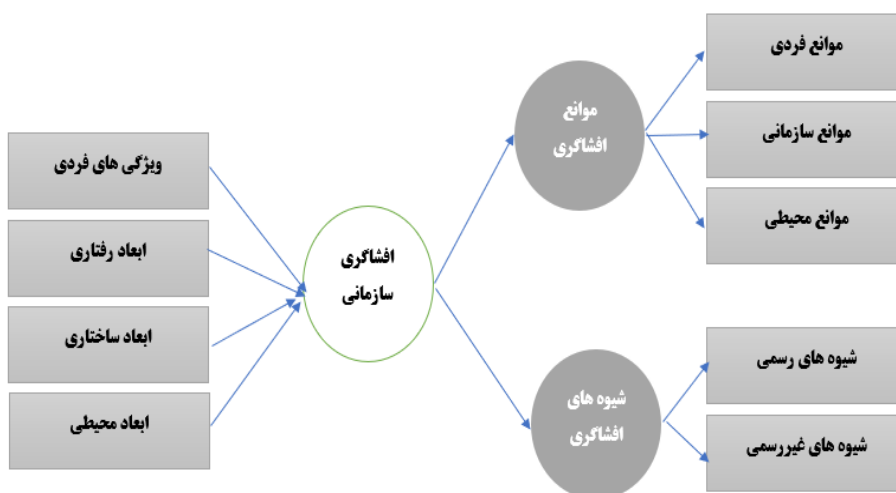 ویژگی های فردی
ابعاد رفتاری
ابعاد ساختاری
ابعاد محیطی
افشاگری
سازمانی
موانع
افشاگری
موانع فردی
موانع سازمانی
موانع محیطی
شیوه های
افشاگری
شیوه های رسمی
شیوه های غیررسمی